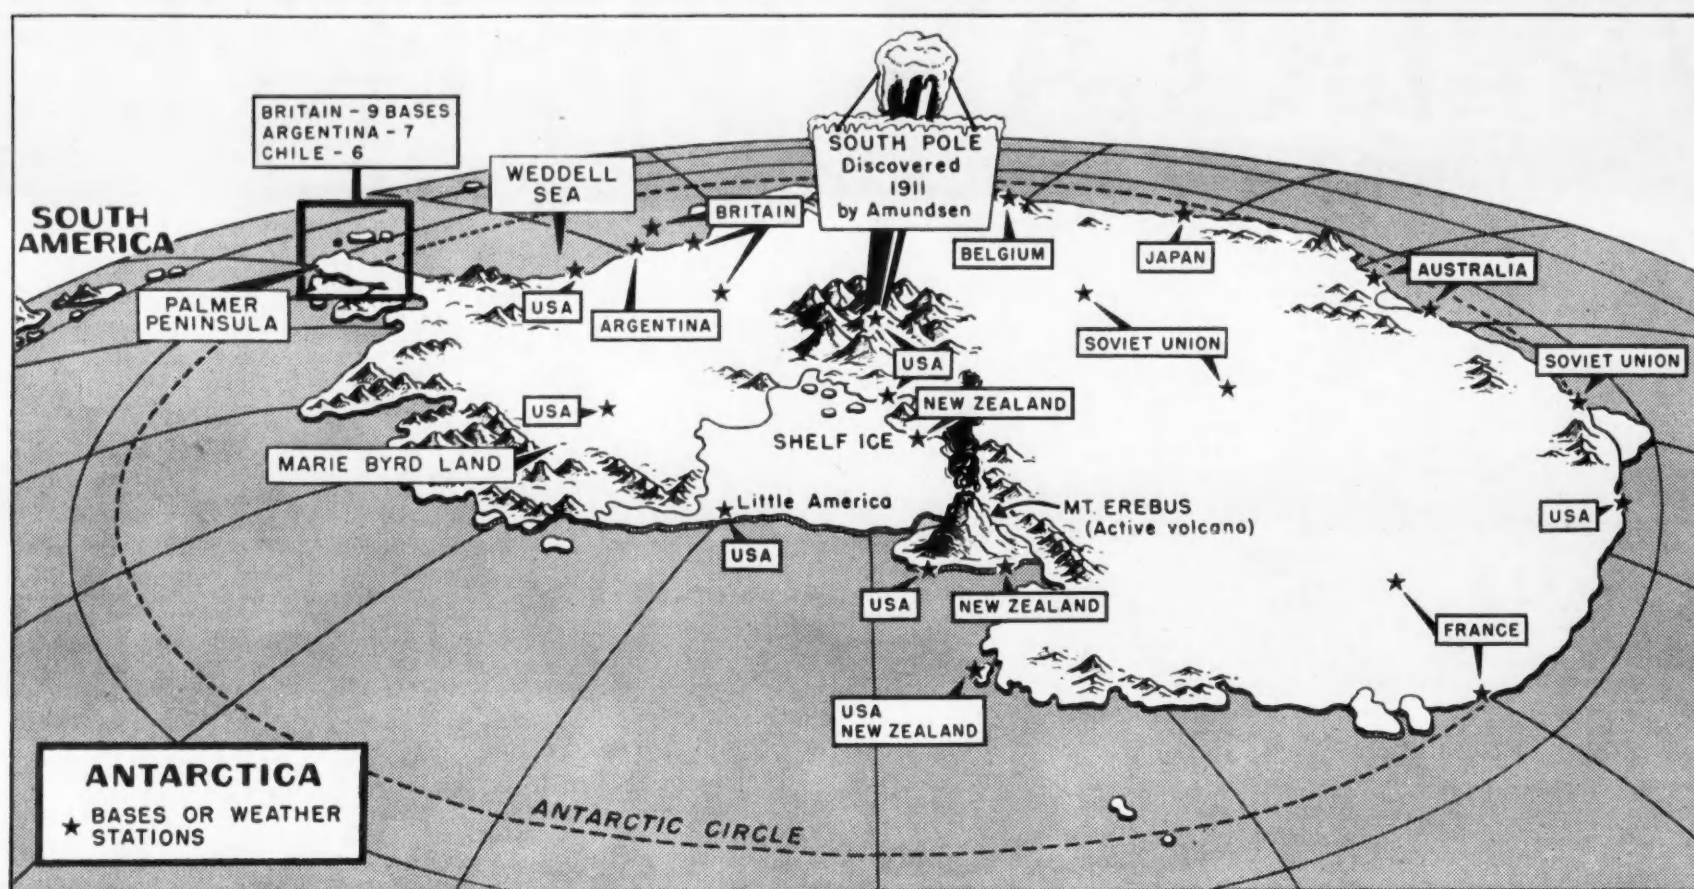 BRITAIN - 9 BASES
ARGENTINA - 7
CHILE - 6
SOUTH
AMERICA
WEDDELL
SEA
BRITAIN
SOUTH POLE
Discovered
1911
by Amundsen
BELGIUM
JAPAN
AUSTRALIA
PALMER
PENINSULA
USA
ARGENTINA
SOVIET UNION
SOVIET UNION
USA
USA
NEW ZEALAND
SHELF ICE
MARIE BYRD LAND
Little America
USA
MT. EREBUS
(Active volcano)
USA
USA
NEW ZEALAND
FRANCE
USA
NEW ZEALAND
ANTARCTICA
★ BASES OR WEATHER
STATIONS
ANTARCTIC CIRCLE